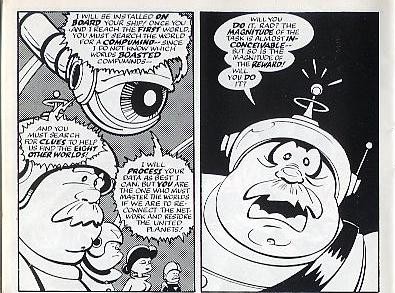 I WILL BE INSTALLED ON
BOARD YOUR SHIP! ONCE YOU
AND I REACH THE FIRST WORLD,
YOU MUST SEARCH THE WORLD
FOR A COMPUMIND--SINCE
I DO NOT KNOW WHICH
WORLDS BOASTED
COMPUMINDS--
AND YOU
MUST SEARCH
FOR CLUES TO HELP
US FIND THE EIGHT
OTHER WORLDS!
I WILL
PROCESS YOUR
DATA AS BEST I
CAN, BUT YOU ARE
THE ONE WHO MUST
MASTER THE WORLDS
IF WE ARE TO RE-
CONNECT THE NET-
WORK AND RESTORE
THE UNITED
PLANETS!
WILL YOU
DO IT, RAD? THE
MAGNITUDE OF THE
TASK IS ALMOST IN-
CONCEIVABLE--
BUT SO IS THE
MAGNITUDE OF
THE REWARD!
WILL
YOU DO
IT?